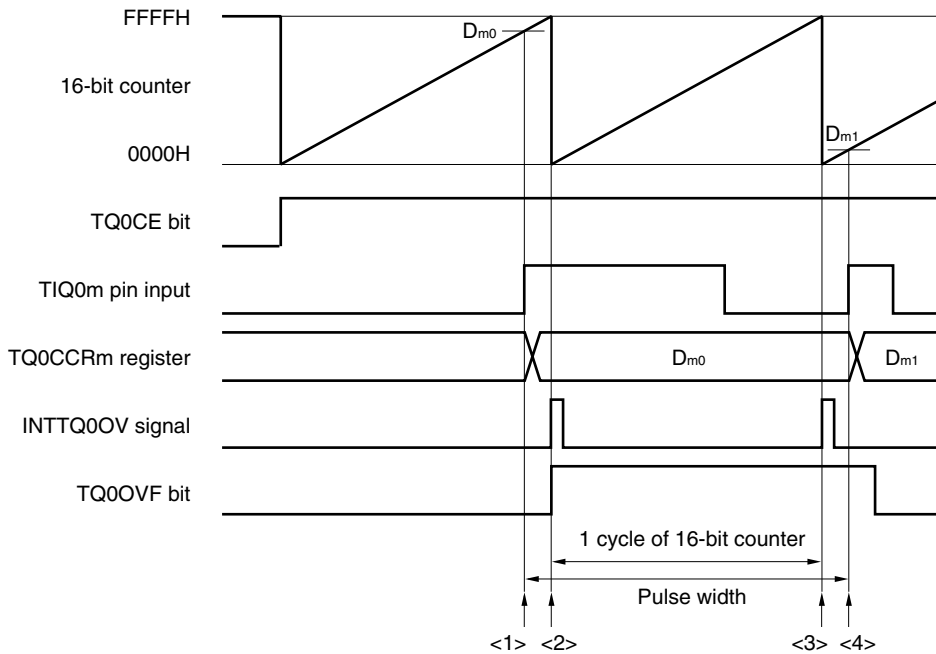 FFFFH
Dm0
16-bit counter
Dm1
0000H
TQ0CE bit
TIQ0m pin input
TQ0CCRm register
Dm0
Dm1
INTTQ0OV signal
TQ0OVF bit
1 cycle of 16-bit counter
Pulse width
<1> <2> <3> <4>